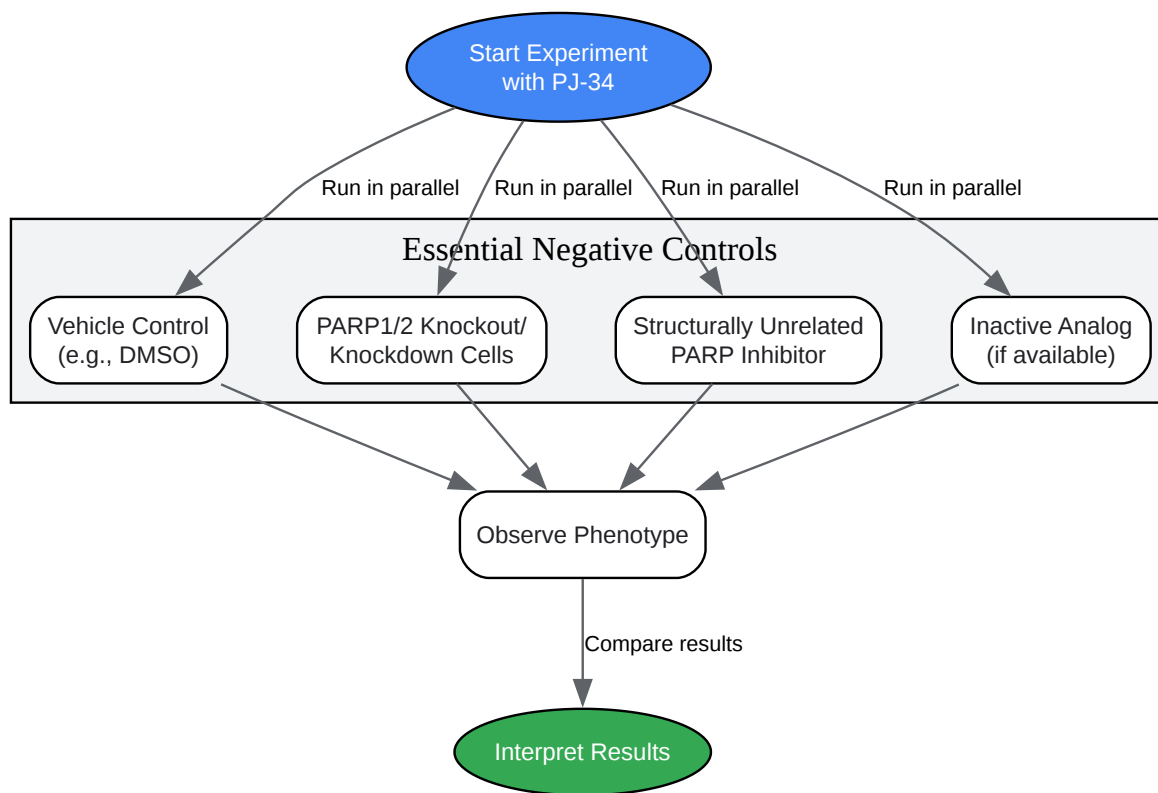 Start Experiment
with PJ-34
Run in parallel
Run in parallel
Run in parallel
Run in parallel
Essential Negative Controls
Vehicle Control
(e.g., DMSO)
PARP1/2 Knockout/
Knockdown Cells
Structurally Unrelated
PARP Inhibitor
Inactive Analog
(if available)
Observe Phenotype
Compare results
Interpret Results